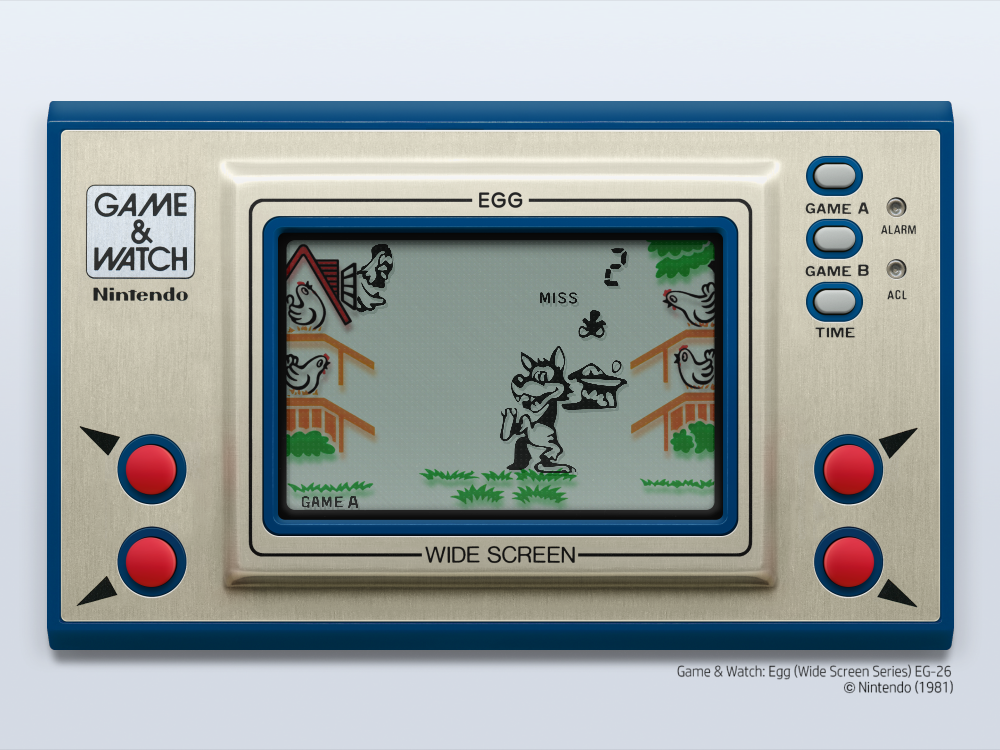 EGG
GAME
&
WATCH
Nintendo
GAME A
ALARM
GAME B
ACL
TIME
2
MISS
GAME A
WIDE SCREEN
Game & Watch: Egg (Wide Screen Series) EG-26
© Nintendo (1981)